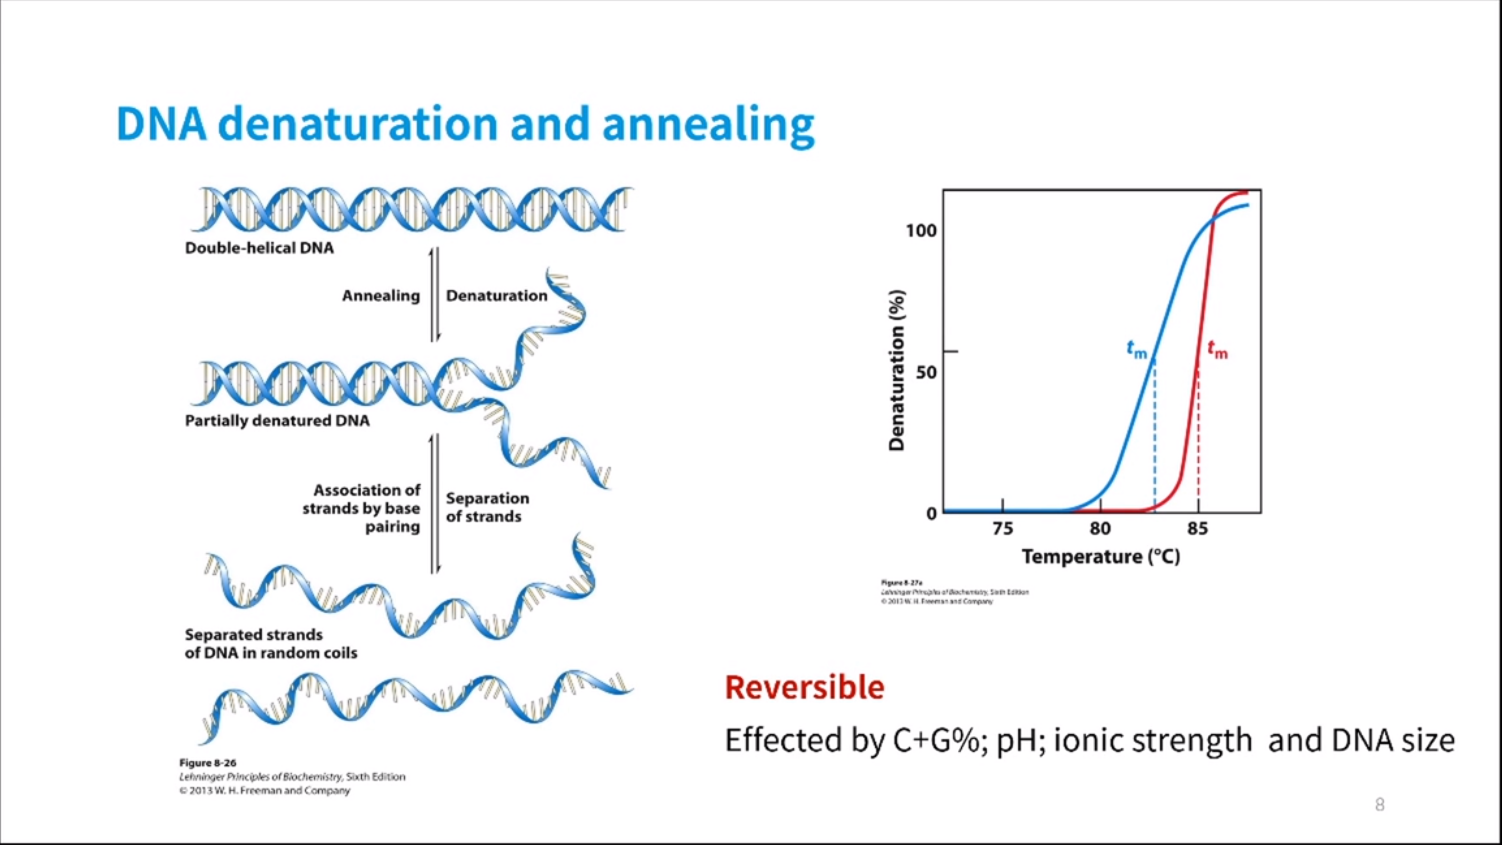 DNA denaturation and annealing
Double-helical DNA
Annealing
Denaturation
Partially denatured DNA
Association of
strands by base
pairing
Separation
of strands
Separated strands
of DNA in random coils
Figure 8-26
Lehninger Principles of Biochemistry, Sixth Edition
© 2013 W. H. Freeman and Company
Denaturation (%)
100
50
0
tm
tm
75
80
85
Temperature (°C)
Figure 8-27a
Lehninger Principles of Biochemistry, Sixth Edition
© 2013 W. H. Freeman and Company
Reversible
Effected by C+G%; pH; ionic strength and DNA size
8